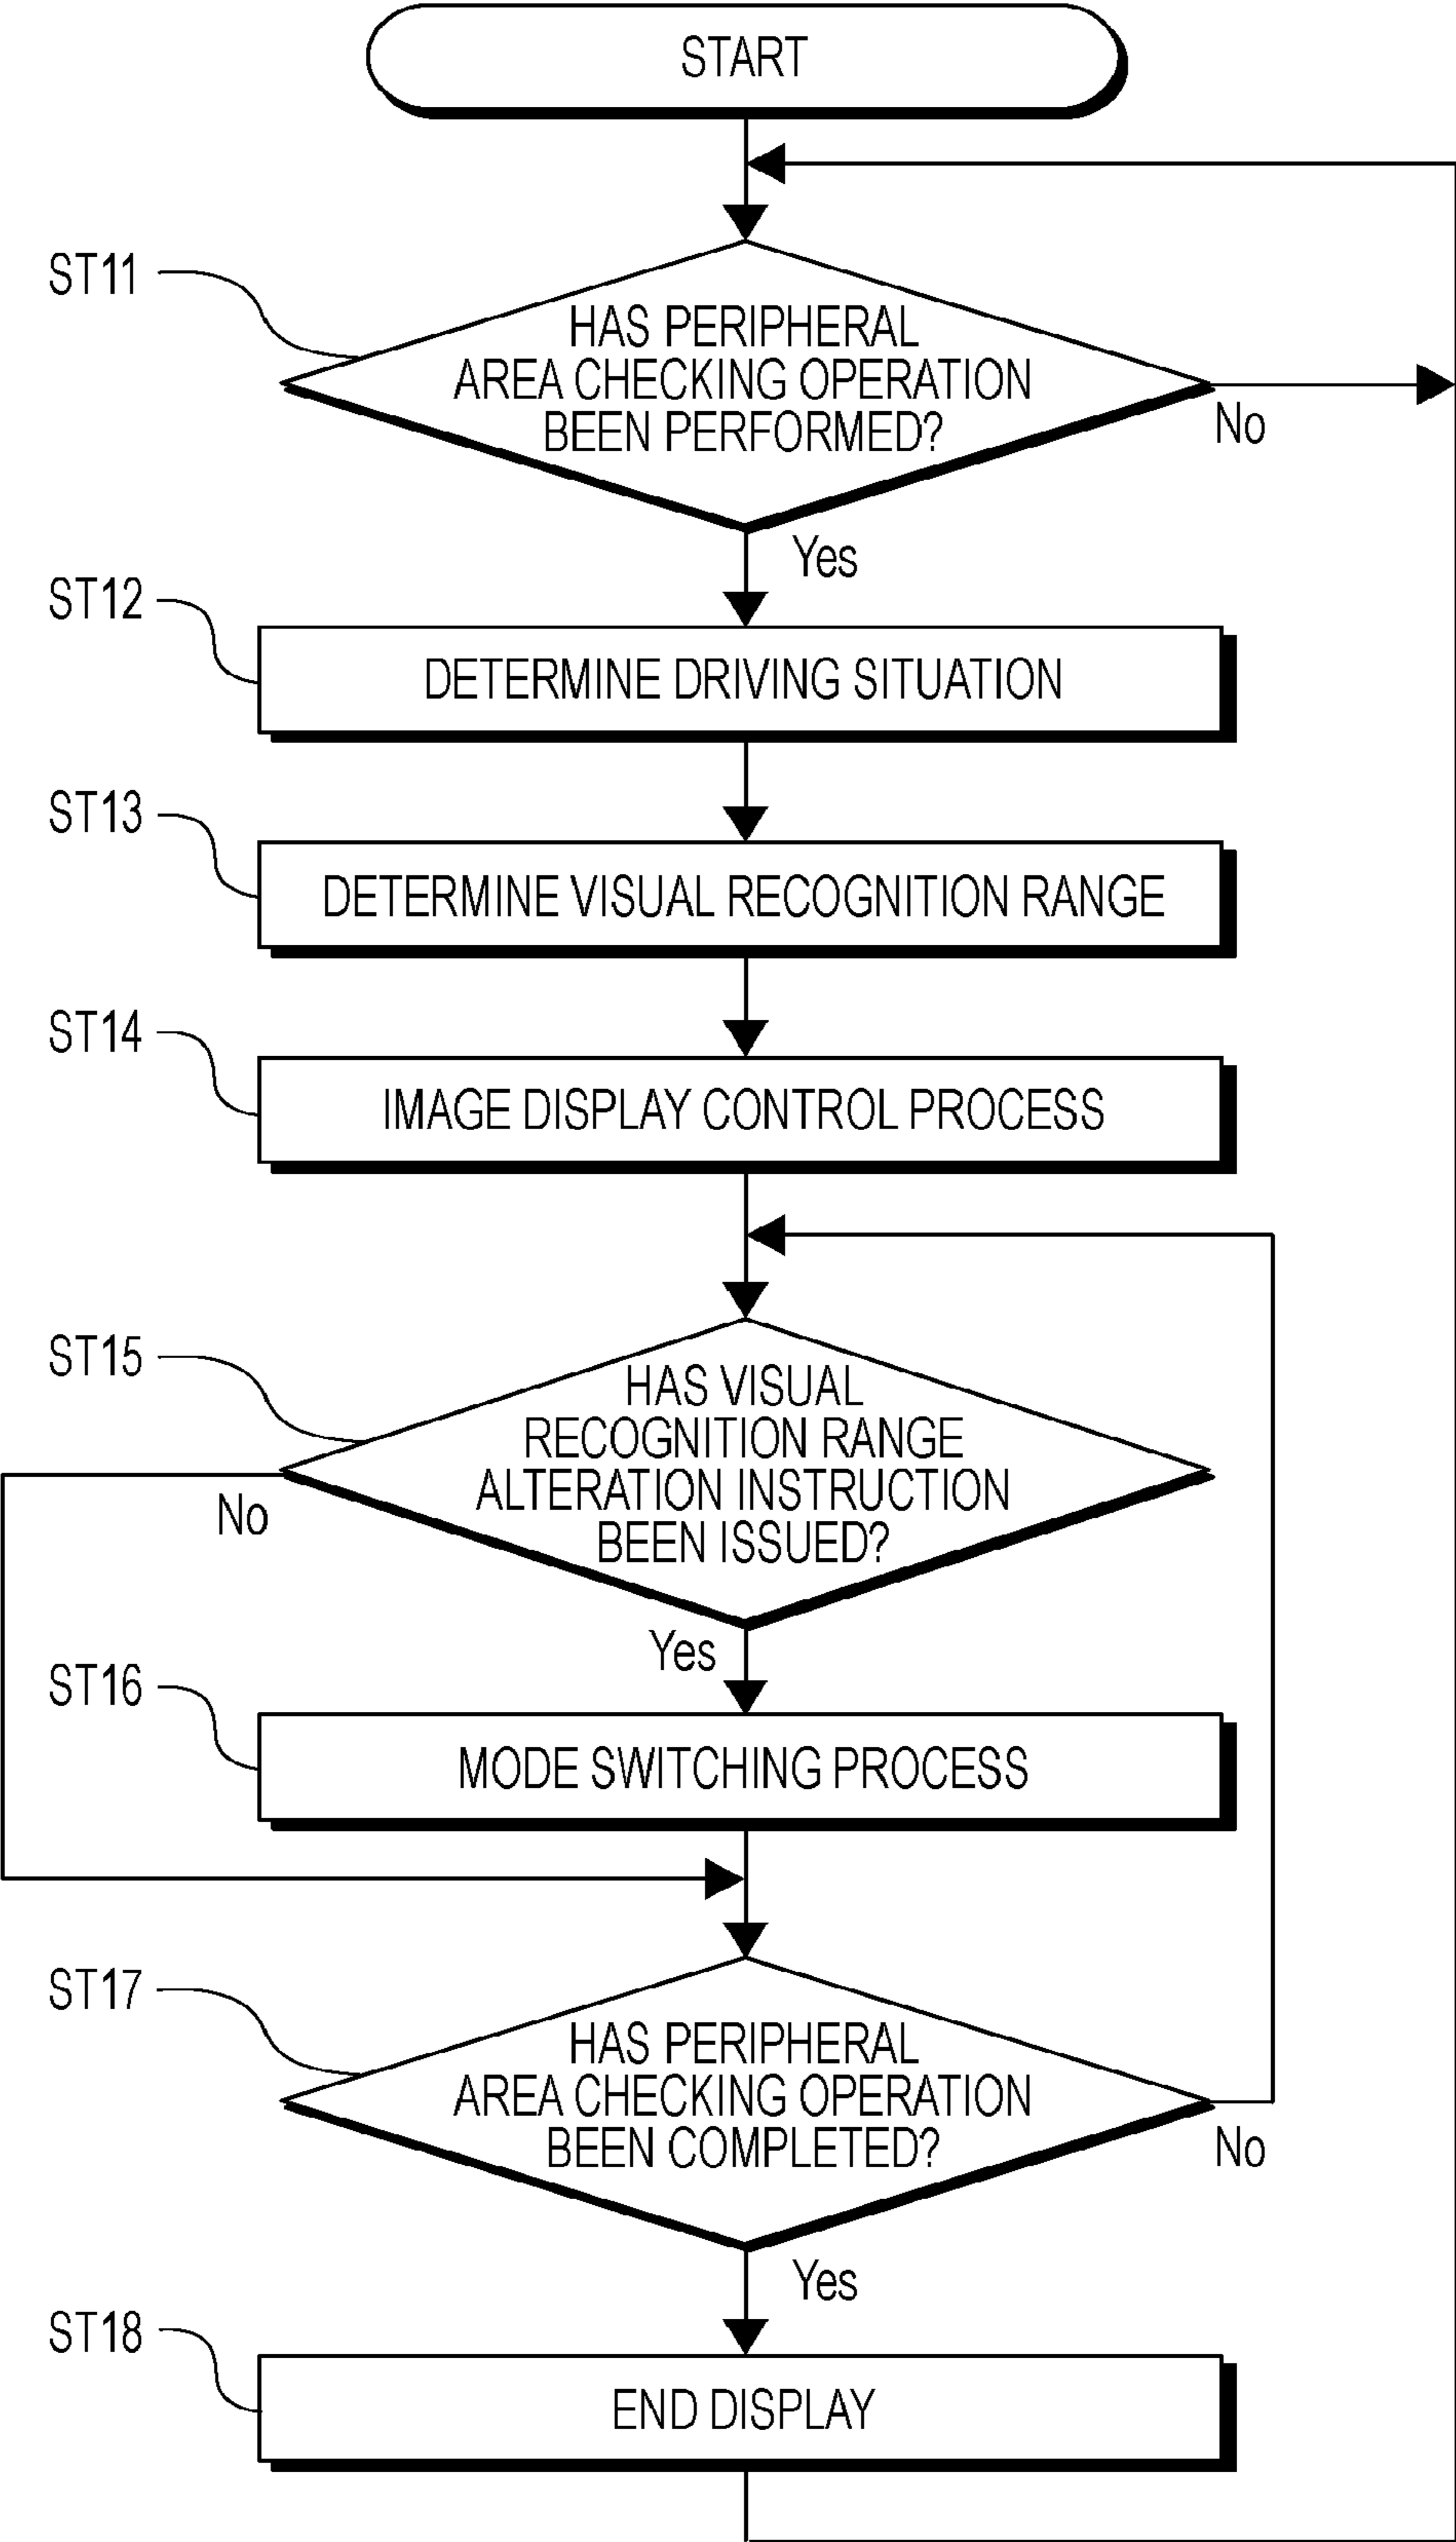 START
ST11
HAS PERIPHERAL
AREA CHECKING OPERATION
BEEN PERFORMED?
No
Yes
ST12
DETERMINE DRIVING SITUATION
ST13
DETERMINE VISUAL RECOGNITION RANGE
ST14
IMAGE DISPLAY CONTROL PROCESS
ST15
HAS VISUAL
RECOGNITION RANGE
ALTERATION INSTRUCTION
BEEN ISSUED?
No
Yes
ST16
MODE SWITCHING PROCESS
ST17
HAS PERIPHERAL
AREA CHECKING OPERATION
BEEN COMPLETED?
No
Yes
ST18
END DISPLAY